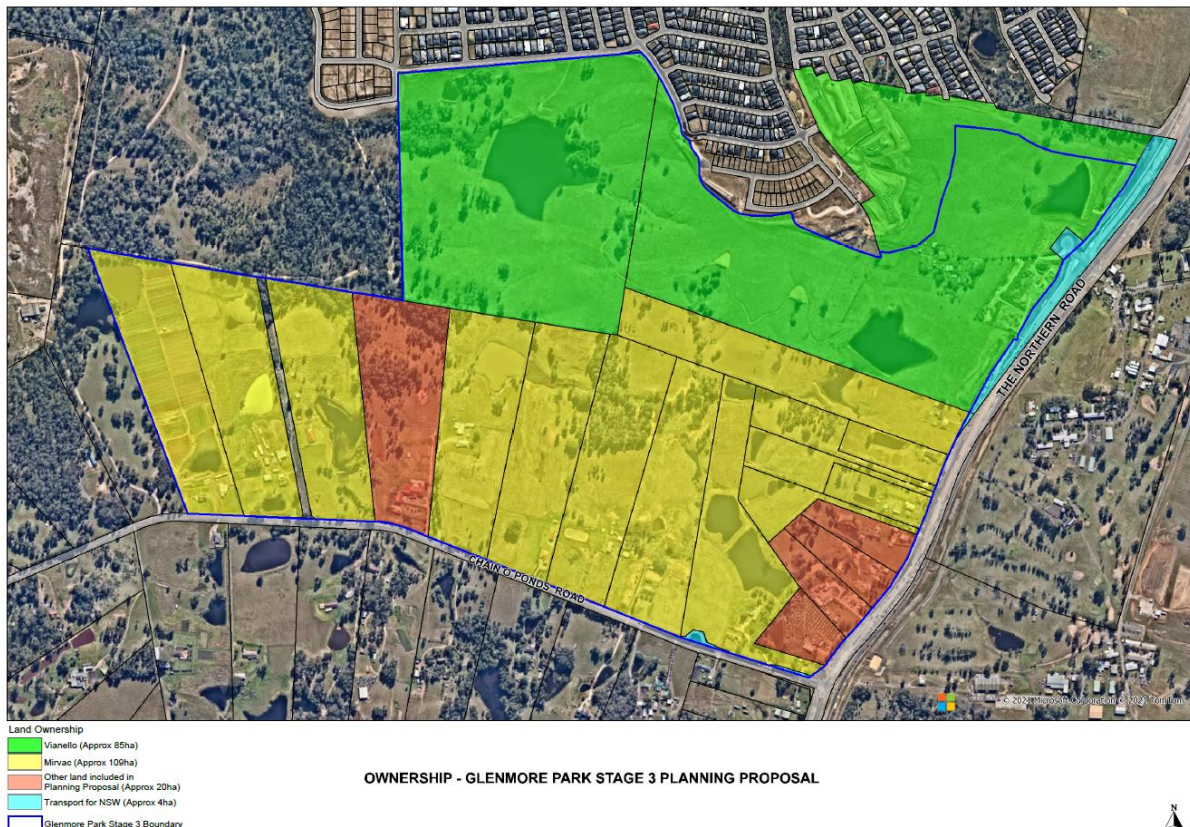 THE NORTHERN ROAD
CHAIN O PONDS ROAD
© 2021 Microsoft Corporation © 2021 TomTom
Land Ownership
Vianello (Approx 85ha)
Mirvac (Approx 109ha)
Other land included in
Planning Proposal (Approx 20ha)
Transport for NSW (Approx 4ha)
Glenmore Park Stage 3 Boundary
OWNERSHIP - GLENMORE PARK STAGE 3 PLANNING PROPOSAL
N